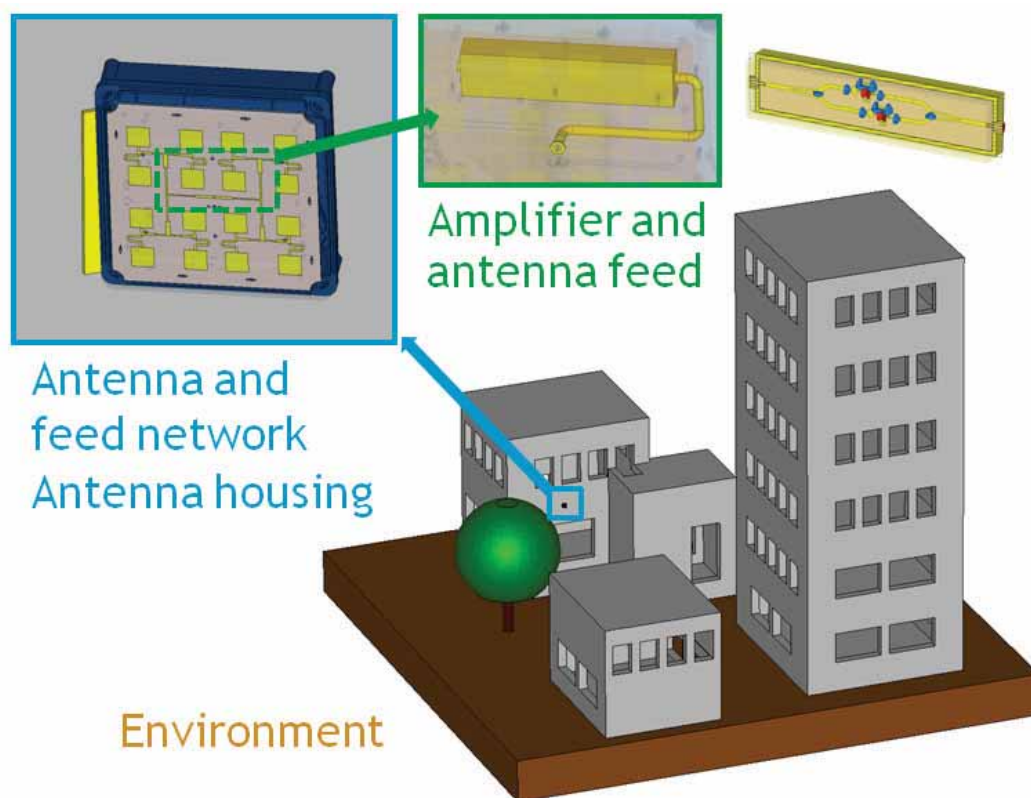 Amplifier and
antenna feed
Antenna and
feed network
Antenna housing
Environment